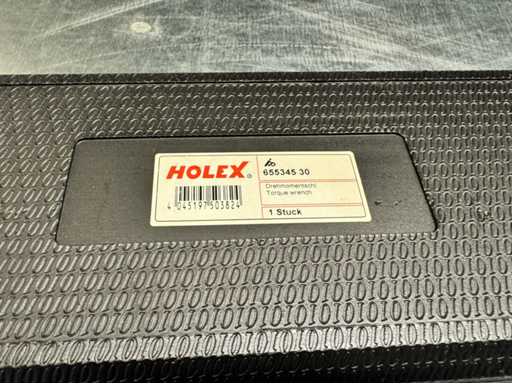 HOLEX®
655345 30
Drehmomentschl.
Torque wrench
4 045197 503824
1 Stuck